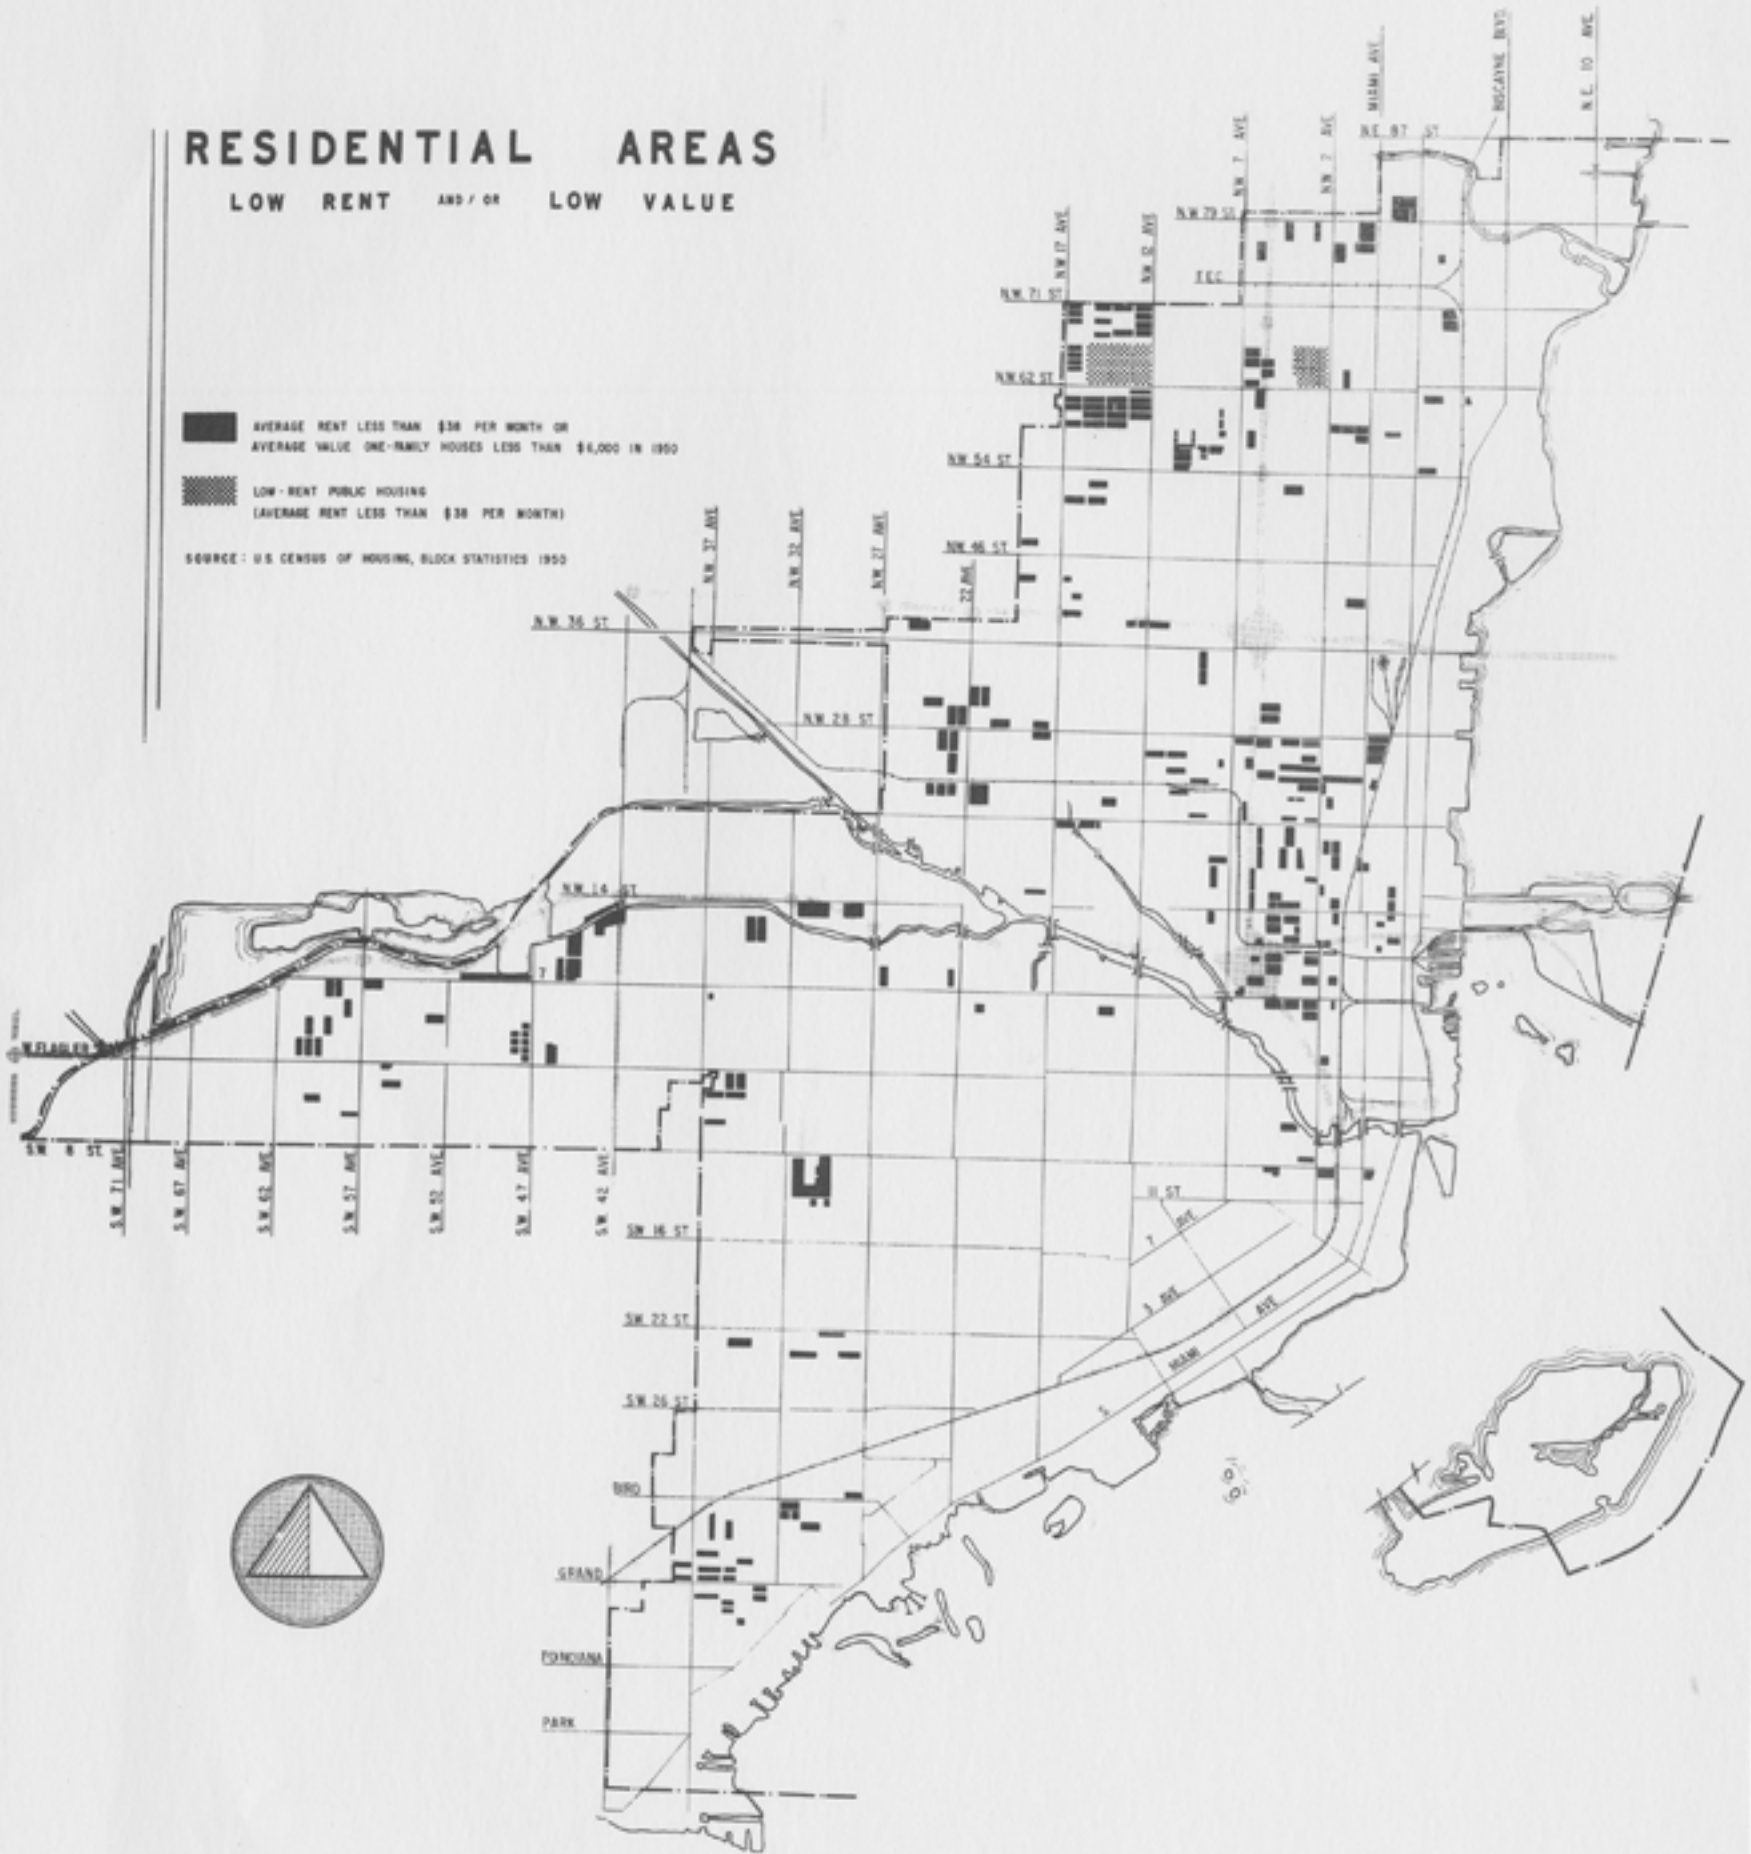 RESIDENTIAL AREAS
LOW RENT AND / OR LOW VALUE
AVERAGE RENT LESS THAN $38 PER MONTH OR
AVERAGE VALUE ONE-FAMILY HOUSES LESS THAN $6,000 IN 1950
LOW-RENT PUBLIC HOUSING
(AVERAGE RENT LESS THAN $38 PER MONTH)
SOURCE: U S CENSUS OF HOUSING, BLOCK STATISTICS 1950
MIAMI AVE.
BISCAYNE BLVD.
N.E. 10 AVE.
N.W. 7 AVE.
N.W. 2 AVE.
N.E. 87 ST
N.W. 17 AVE.
N.W. 12 AVE.
N.W. 79 ST.
F.E.C.
N.W. 71 ST.
N.W. 62 ST.
N.W. 54 ST.
N.W. 46 ST.
N.W. 37 AVE.
N.W. 32 AVE.
N.W. 27 AVE.
22 AVE.
N.W. 36 ST.
N.W. 28 ST.
N.W. 14 ST.
7
W. FLAGLER
S.W. 8 ST.
S.W. 71 AVE.
S.W. 67 AVE.
S.W. 62 AVE.
S.W. 57 AVE.
S.W. 52 AVE.
S.W. 47 AVE.
S.W. 42 AVE.
11 ST
7 AVE.
S.W. 16 ST.
3 AVE.
S.W. 22 ST.
S MIAMI AVE
S.W. 26 ST.
BIRD
GRAND
POINCIANA
PARK